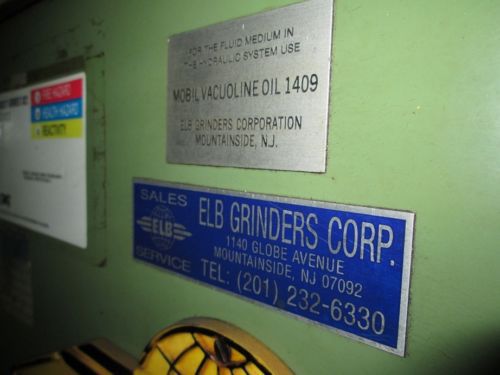 FOR THE FLUID MEDIUM IN
THE HYDRAULIC SYSTEM USE
MOBIL VACUOLINE OIL 1409
ELB GRINDERS CORPORATION
MOUNTAINSIDE, N.J.
FIRE HAZARD
HEALTH HAZARD
REACTIVITY
SALES
ELB
SERVICE
ELB GRINDERS CORP.
1140 GLOBE AVENUE
MOUNTAINSIDE, NJ 07092
TEL: (201) 232-6330